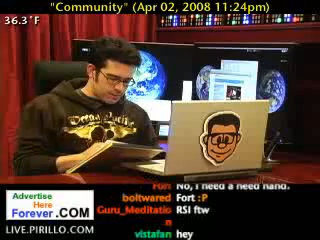 "Community" (Apr 02, 2008 11:24pm)
36.3°F
Fort No, I need a need hand.
boltwared Fort :P
Guru_Meditatio
n RSI ftw
vistafan hey
Advertise
Here
Forever .COM
LIVE.PIRILLO.COM